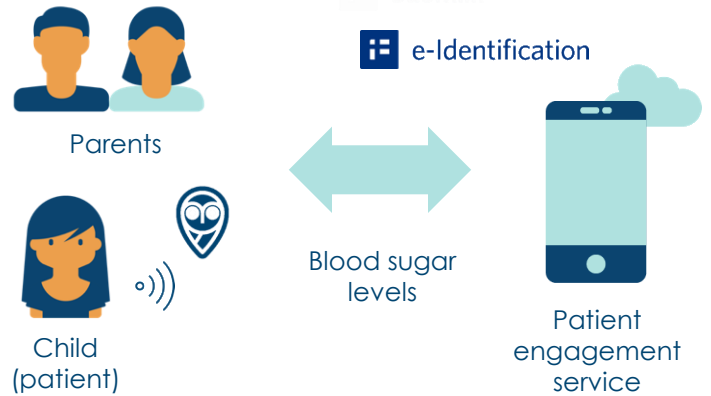 e-Identification
Parents
Blood sugar
levels
Child
(patient)
Patient
engagement
service